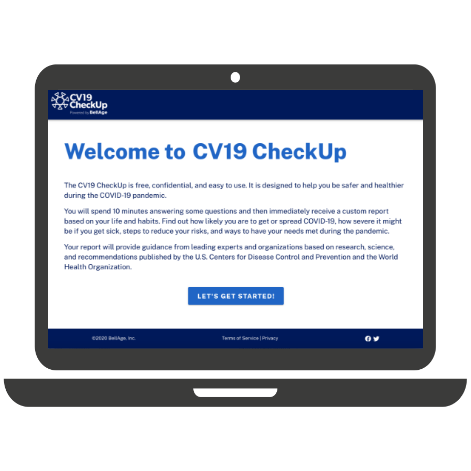 CV19
CheckUp
Powered by BellAge
Welcome to CV19 CheckUp
The CV19 CheckUp is free, confidential, and easy to use. It is designed to help you be safer and healthier
during the COVID-19 pandemic.
You will spend 10 minutes answering some questions and then immediately receive a custom report
based on your life and habits. Find out how likely you are to get or spread COVID-19, how severe it might
be if you get sick, steps to reduce your risks, and ways to have your needs met during the pandemic.
Your report will provide guidance from leading experts and organizations based on research, science,
and recommendations published by the U.S. Centers for Disease Control and Prevention and the World
Health Organization.
LET'S GET STARTED!
©2020 BellAge, Inc.
Terms of Service | Privacy